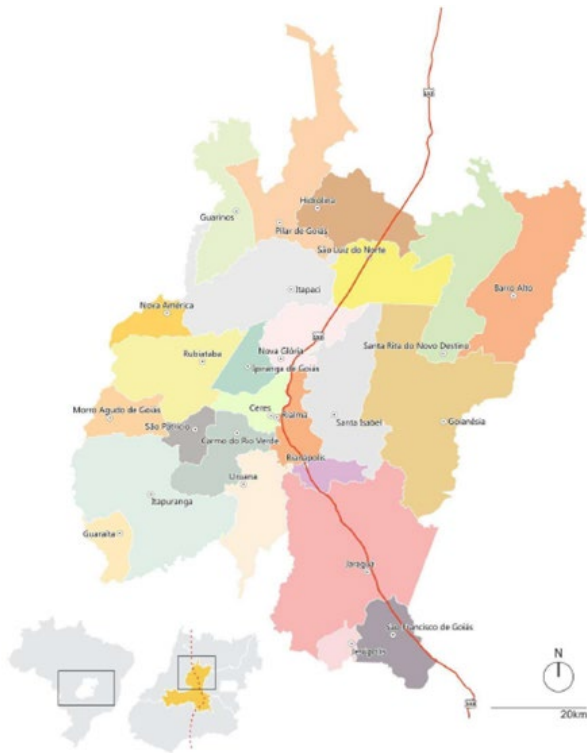 Hidrolina
Guarinos
Pilar de Goiás
São Luiz do Norte
Itapaci
Barro Alto
Nova América
Nova Glória
Santa Rita do Novo Destino
Rubiataba
Ipiranga de Goiás
Morro Agudo de Goiás
Ceres
Rialma
São Patrício
Santa Isabel
Goianésia
Carmo do Rio Verde
Rianápolis
Uruana
Itapuranga
Guaraíta
Jaraguá
São Francisco de Goiás
Jesúpolis
N
20km